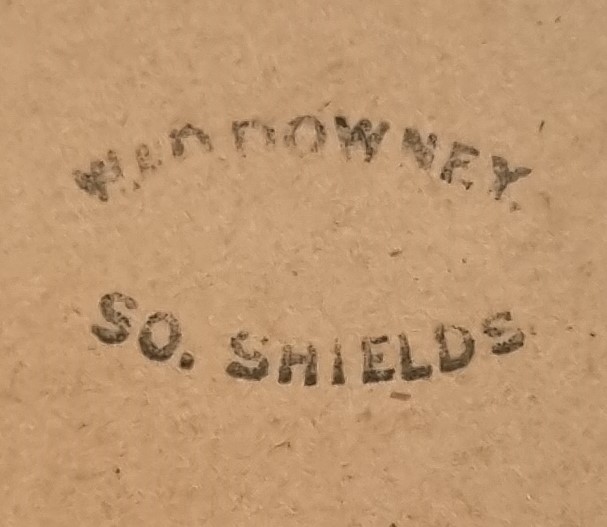 W. & D. DOWNEY.
SO. SHIELDS